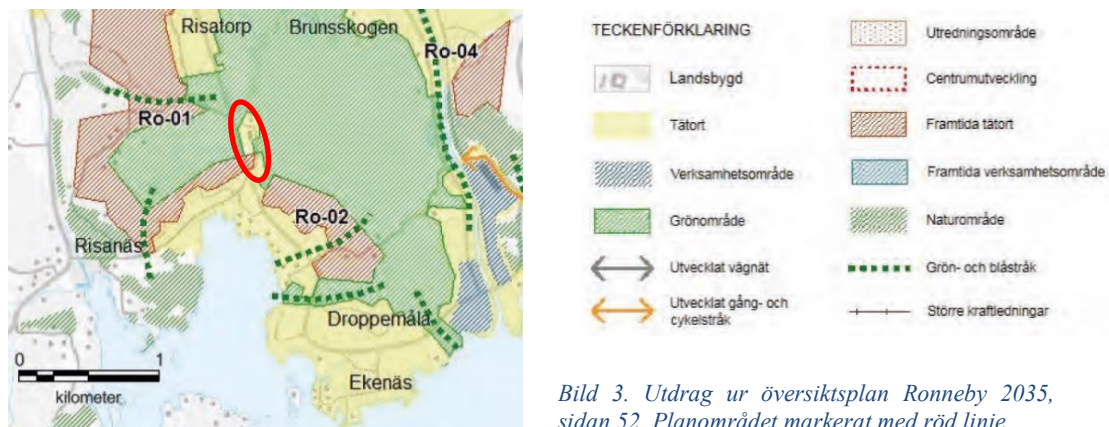 Risatorp
Brunsskogen
Ro-04
Ro-01
Ro-02
Risanäs
Droppemåla
Ekenäs
0 1
kilometer
TECKENFÖRKLARING
Landsbygd
Tätort
Verksamhetsområde
Grönområde
Utvecklat vägnät
Utvecklat gång- och
cykelstråk
Utredningsområde
Centrumutveckling
Framtida tätort
Framtida verksamhetsområde
Naturområde
Grön- och blåstråk
Större kraftledningar
Bild 3. Utdrag ur översiktsplan Ronneby 2035,
sidan 52. Planområdet markerat med röd linje